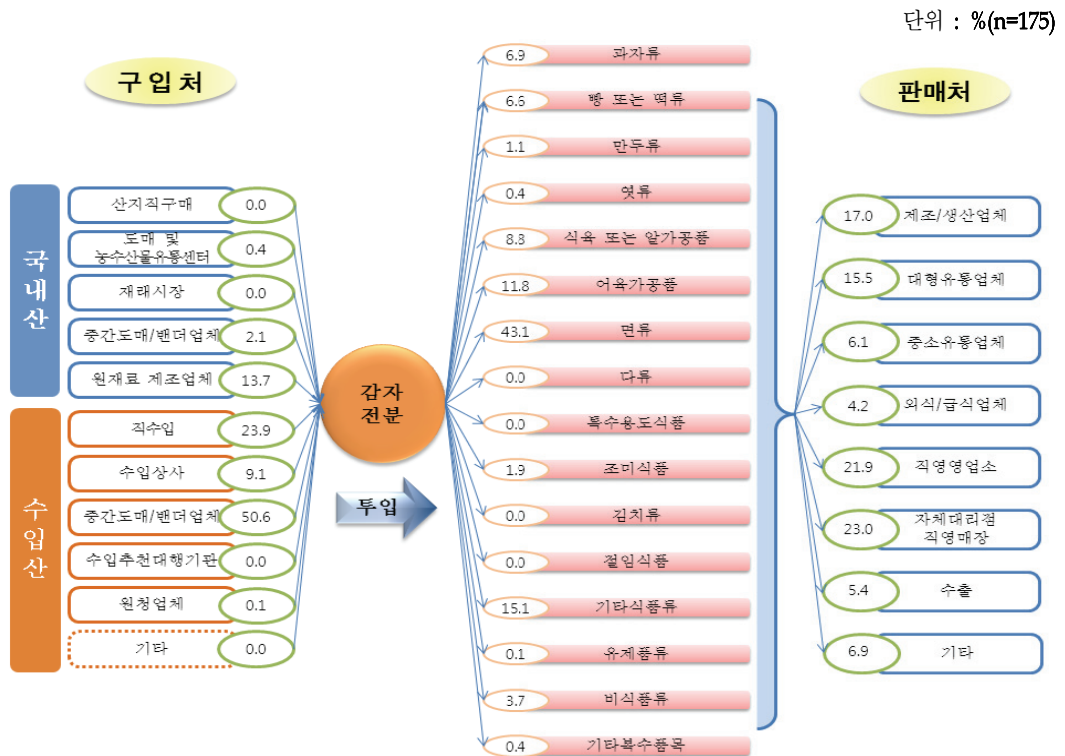 단위 : %(n=175)
구입처
국내산
산지직구매 0.0
도매 및
농수산물유통센터 0.4
재래시장 0.0
중간도매/밴더업체 2.1
원재료 제조업체 13.7
수입산
직수입 23.9
수입상사 9.1
중간도매/밴더업체 50.6
수입추천대행기관 0.0
원청업체 0.1
기타 0.0
감자
전분
투입
6.9 과자류
6.6 빵 또는 떡류
1.1 만두류
0.4 엿류
8.8 식육 또는 알가공품
11.8 어육가공품
43.1 면류
0.0 다류
0.0 특수용도식품
1.9 조미식품
0.0 김치류
0.0 절임식품
15.1 기타식품류
0.1 유제품류
3.7 비식품류
0.4 기타복수품목
판매처
17.0 제조/생산업체
15.5 대형유통업체
6.1 중소유통업체
4.2 외식/급식업체
21.9 직영영업소
23.0 자체대리점
직영매장
5.4 수출
6.9 기타